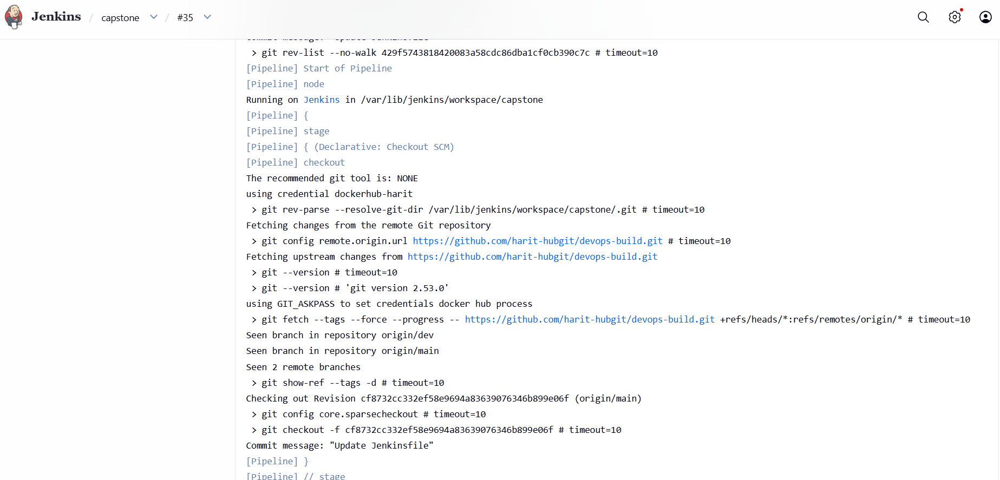 Jenkins / capstone / #35
> git rev-list --no-walk 429f5743818420083a58cdc86dba1cf0cb390c7c # timeout=10
[Pipeline] Start of Pipeline
[Pipeline] node
Running on Jenkins in /var/lib/jenkins/workspace/capstone
[Pipeline] {
[Pipeline] stage
[Pipeline] { (Declarative: Checkout SCM)
[Pipeline] checkout
The recommended git tool is: NONE
using credential dockerhub-harit
> git rev-parse --resolve-git-dir /var/lib/jenkins/workspace/capstone/.git # timeout=10
Fetching changes from the remote Git repository
> git config remote.origin.url https://github.com/harit-hubgit/devops-build.git # timeout=10
Fetching upstream changes from https://github.com/harit-hubgit/devops-build.git
> git --version # timeout=10
> git --version # 'git version 2.53.0'
using GIT_ASKPASS to set credentials docker hub process
> git fetch --tags --force --progress -- https://github.com/harit-hubgit/devops-build.git +refs/heads/*:refs/remotes/origin/* # timeout=10
Seen branch in repository origin/dev
Seen branch in repository origin/main
Seen 2 remote branches
> git show-ref --tags -d # timeout=10
Checking out Revision cf8732cc332ef58e9694a83639076346b899e06f (origin/main)
> git config core.sparsecheckout # timeout=10
> git checkout -f cf8732cc332ef58e9694a83639076346b899e06f # timeout=10
Commit message: "Update Jenkinsfile"
[Pipeline] }
[Pipeline] // stage